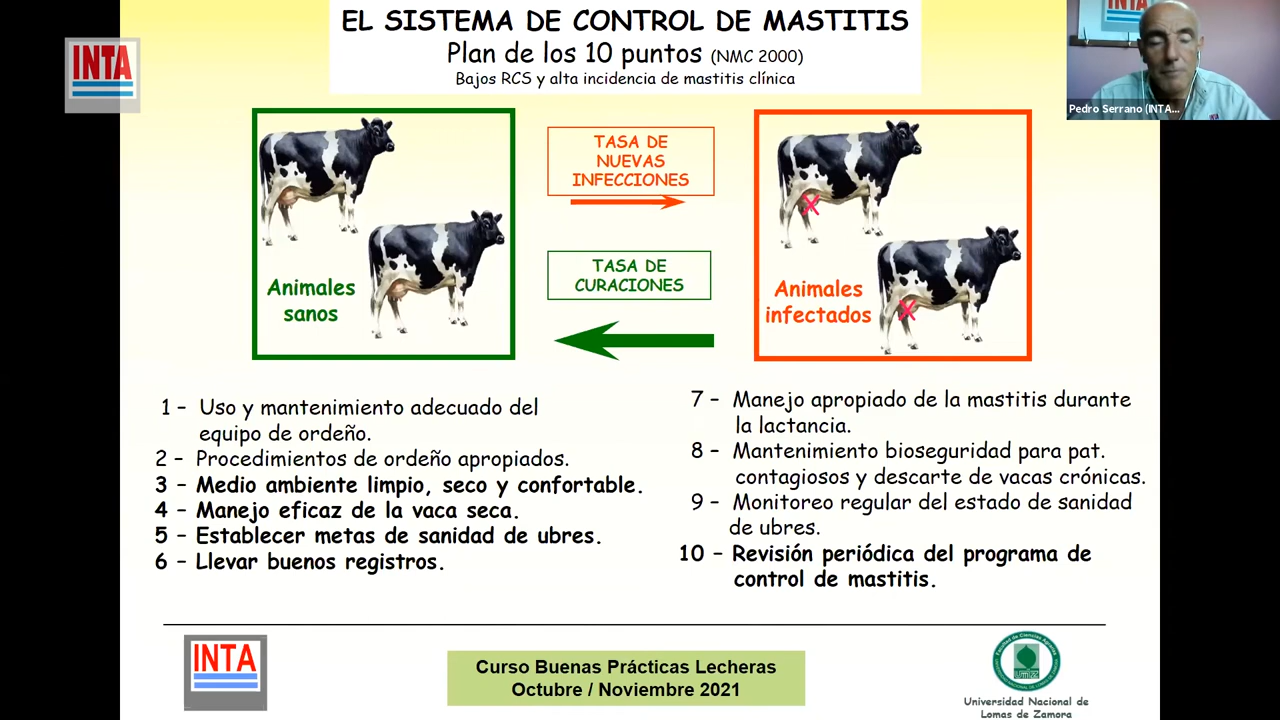 EL SISTEMA DE CONTROL DE MASTITIS
Plan de los 10 puntos (NMC 2000)
Bajos RCS y alta incidencia de mastitis clínica
INTA
INTA
Pedro Serrano (INTA...
TASA DE
NUEVAS
INFECCIONES
TASA DE
CURACIONES
Animales
sanos
Animales
infectados
1 – Uso y mantenimiento adecuado del
equipo de ordeño.
2 – Procedimientos de ordeño apropiados.
3 – Medio ambiente limpio, seco y confortable.
4 – Manejo eficaz de la vaca seca.
5 – Establecer metas de sanidad de ubres.
6 – Llevar buenos registros.
7 – Manejo apropiado de la mastitis durante
la lactancia.
8 – Mantenimiento bioseguridad para pat.
contagiosos y descarte de vacas crónicas.
9 – Monitoreo regular del estado de sanidad
de ubres.
10 – Revisión periódica del programa de
control de mastitis.
INTA
Curso Buenas Prácticas Lecheras
Octubre / Noviembre 2021
Universidad Nacional de
Lomas de Zamora